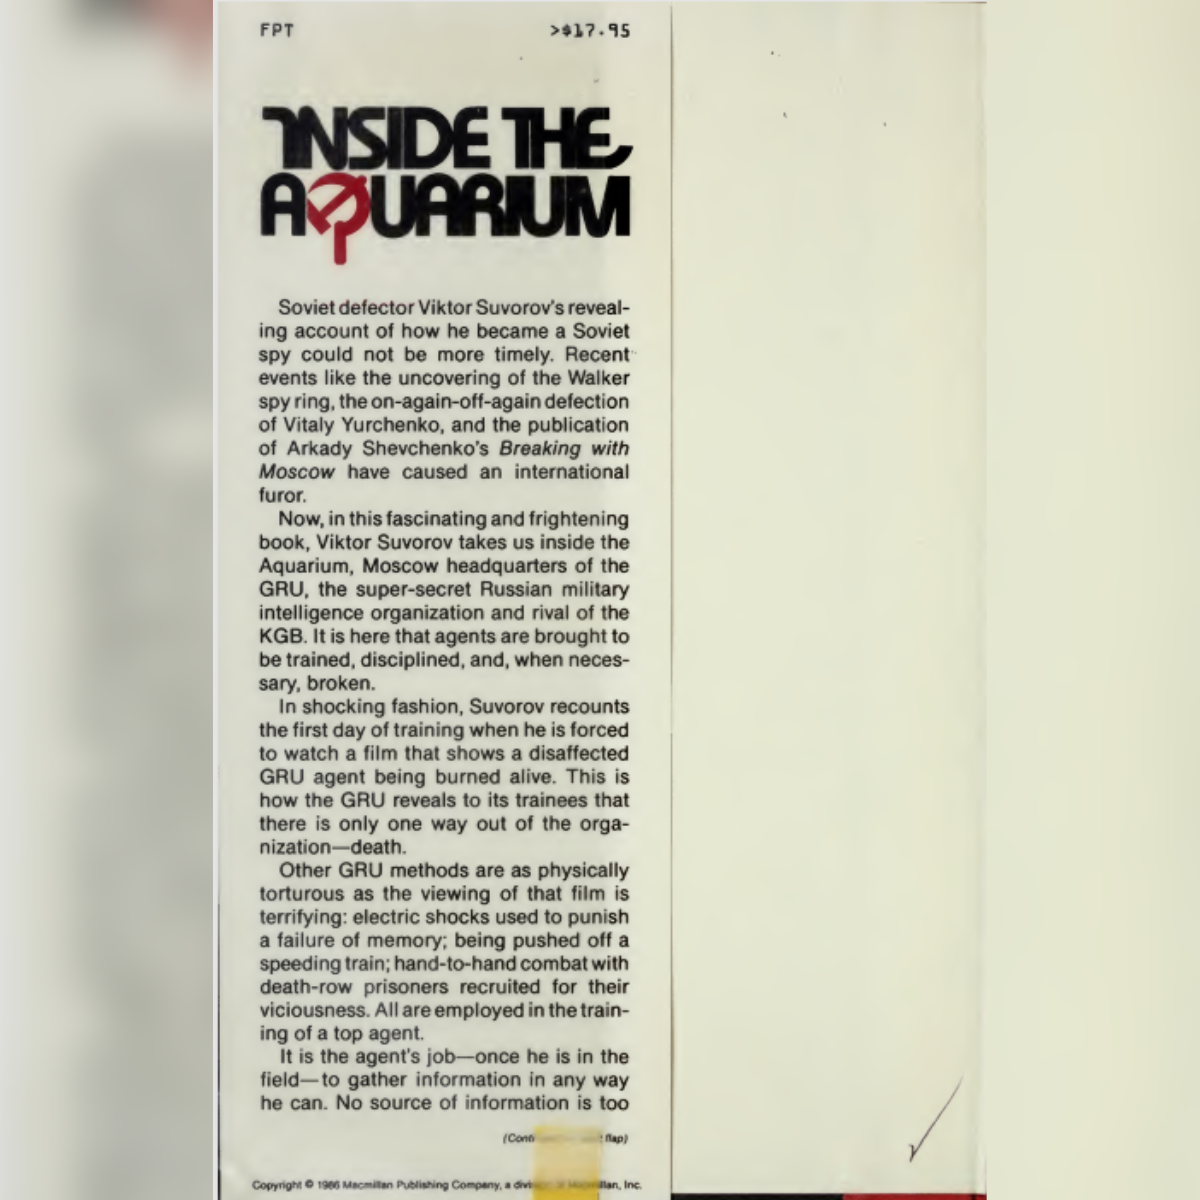 FPT >$17.95
INSIDE THE
AQUARIUM
Soviet defector Viktor Suvorov's reveal-
ing account of how he became a Soviet
spy could not be more timely. Recent
events like the uncovering of the Walker
spy ring, the on-again-off-again defection
of Vitaly Yurchenko, and the publication
of Arkady Shevchenko's Breaking with
Moscow have caused an international
furor.
Now, in this fascinating and frightening
book, Viktor Suvorov takes us inside the
Aquarium, Moscow headquarters of the
GRU, the super-secret Russian military
intelligence organization and rival of the
KGB. It is here that agents are brought to
be trained, disciplined, and, when neces-
sary, broken.
In shocking fashion, Suvorov recounts
the first day of training when he is forced
to watch a film that shows a disaffected
GRU agent being burned alive. This is
how the GRU reveals to its trainees that
there is only one way out of the orga-
nization—death.
Other GRU methods are as physically
torturous as the viewing of that film is
terrifying: electric shocks used to punish
a failure of memory; being pushed off a
speeding train; hand-to-hand combat with
death-row prisoners recruited for their
viciousness. All are employed in the train-
ing of a top agent.
It is the agent's job—once he is in the
field—to gather information in any way
he can. No source of information is too
flap)
Copyright © 1986 Macmillan Publishing Company, a Inc.